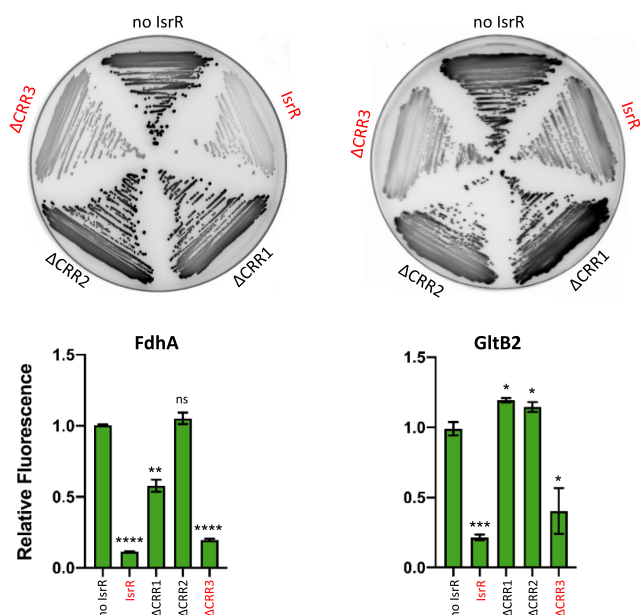 no IsrR
no IsrR
ΔCRR3
IsrR
ΔCRR3
IsrR
ΔCRR2
ΔCRR1
ΔCRR2
ΔCRR1
FdhA
GltB2
Relative Fluorescence
1.5
1.0
0.5
0.0
****
**
ns
****
no IsrR
IsrR
ΔCRR1
ΔCRR2
ΔCRR3
1.5
1.0
0.5
0.0
***
*
*
*
no IsrR
IsrR
ΔCRR1
ΔCRR2
ΔCRR3